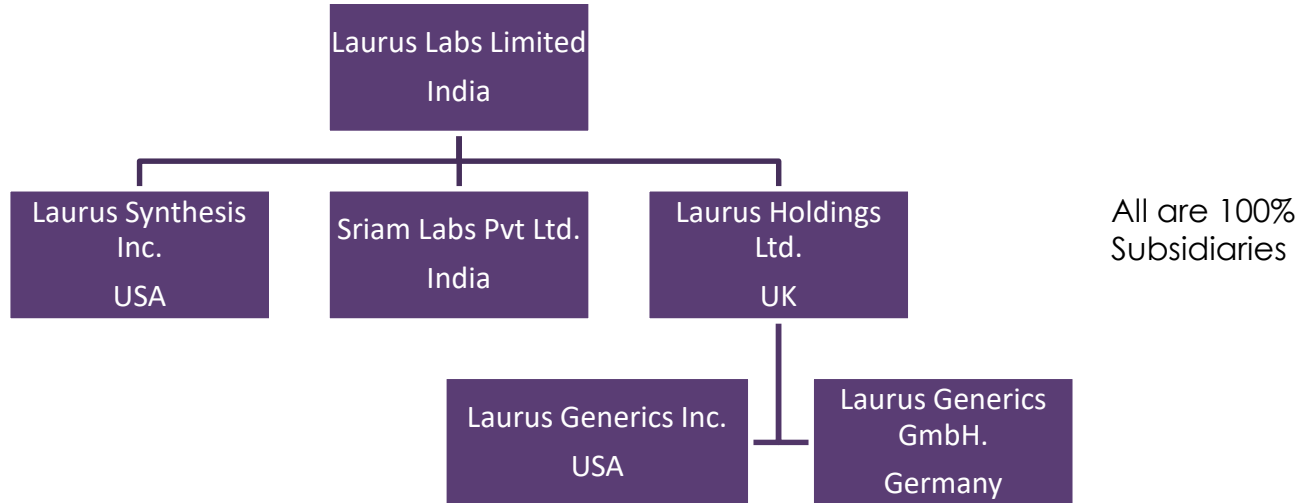 Laurus Labs Limited
India
Laurus Synthesis
Inc.
USA
Sriam Labs Pvt Ltd.
India
Laurus Holdings
Ltd.
UK
All are 100%
Subsidiaries
Laurus Generics Inc.
USA
Laurus Generics
GmbH.
Germany